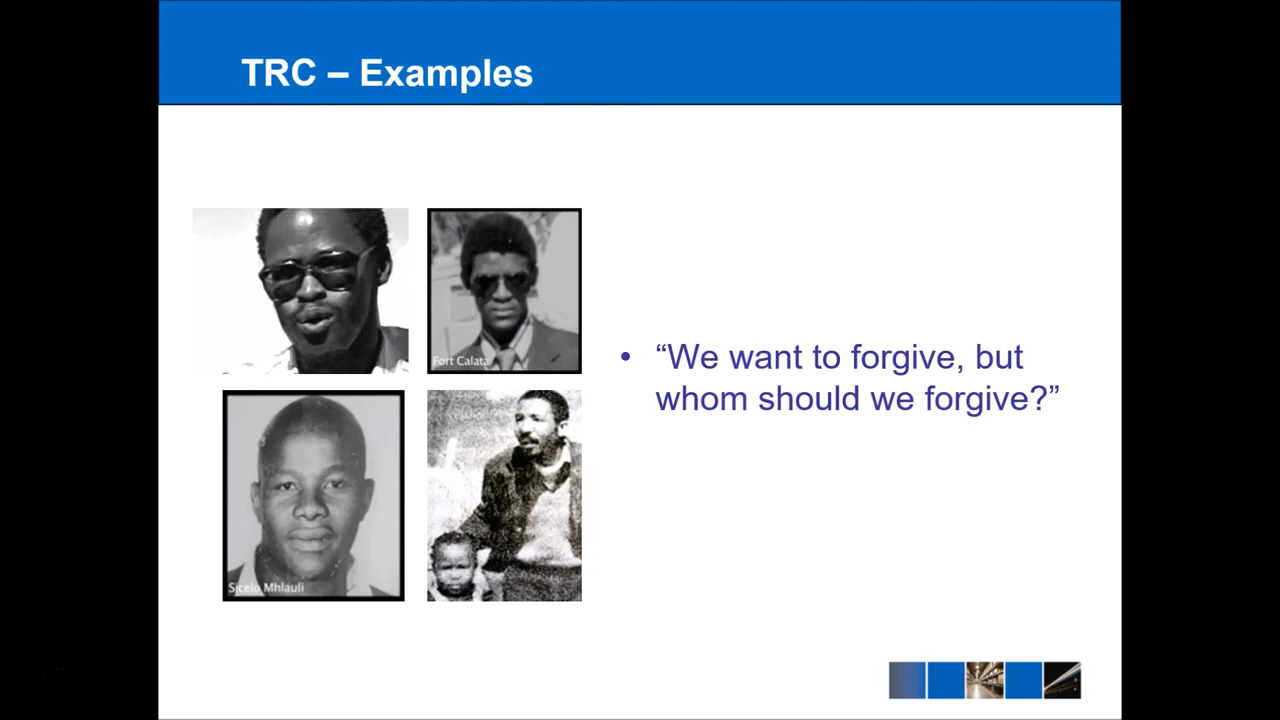 TRC – Examples
Fort Calata
Sicelo Mhlauli
• “We want to forgive, but
whom should we forgive?”